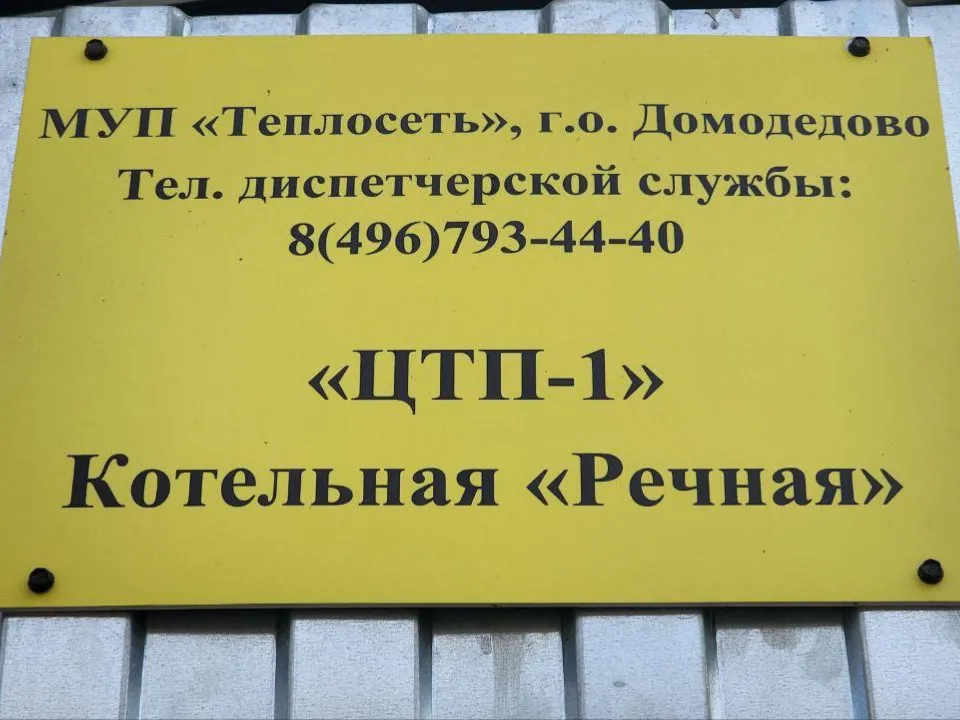 МУП «Теплосеть», г.о. Домодедово
Тел. диспетчерской службы:
8(496)793-44-40
«ЦТП-1»
Котельная «Речная»